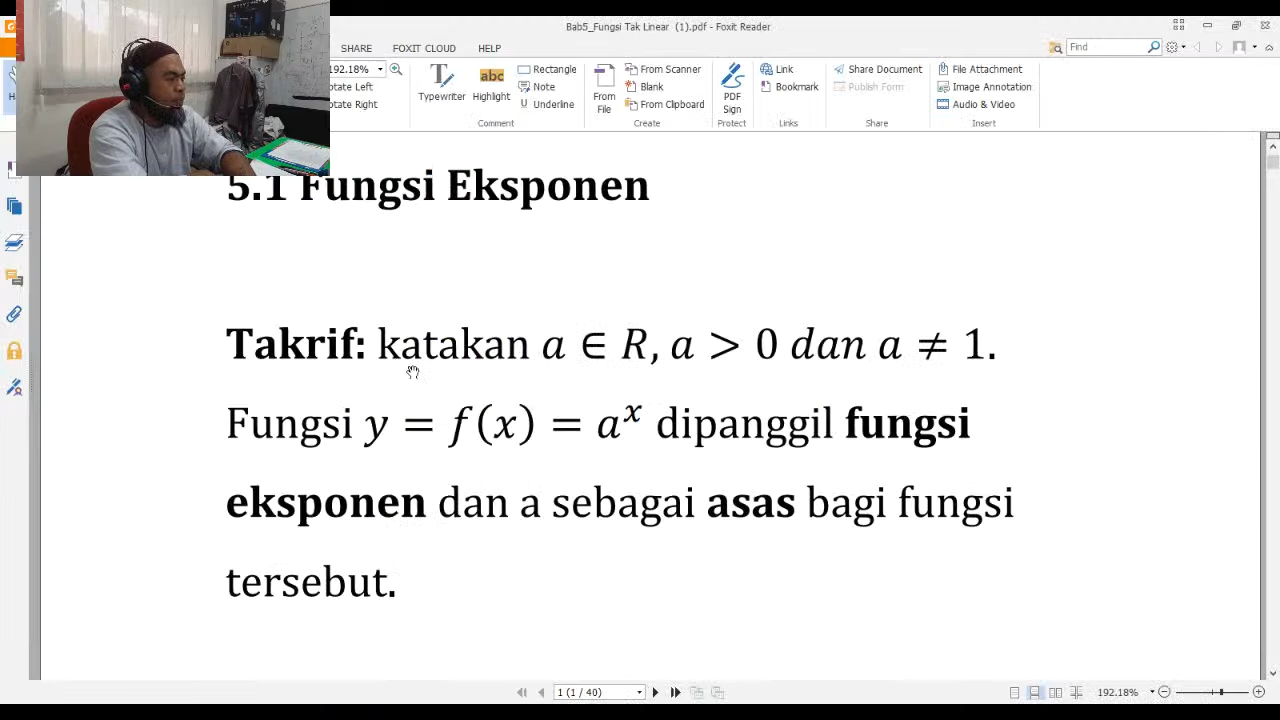 Bab5_Fungsi Tak Linear (1).pdf - Foxit Reader
SHARE FOXIT CLOUD HELP
Find
192.18%
Rectangle
From Scanner
Link
Share Document
File Attachment
otate Left
Note
Blank
Bookmark
Publish Form
Image Annotation
otate Right
Typewriter
abc
Highlight
Underline
From
File
From Clipboard
PDF
Sign
Audio & Video
Comment
Create
Protect
Links
Share
Insert
5.1 Fungsi Eksponen
Takrif: katakan a ∈ R, a > 0 dan a ≠ 1.
Fungsi y = f(x) = aˣ dipanggil fungsi
eksponen dan a sebagai asas bagi fungsi
tersebut.
1 (1 / 40)
192.18%